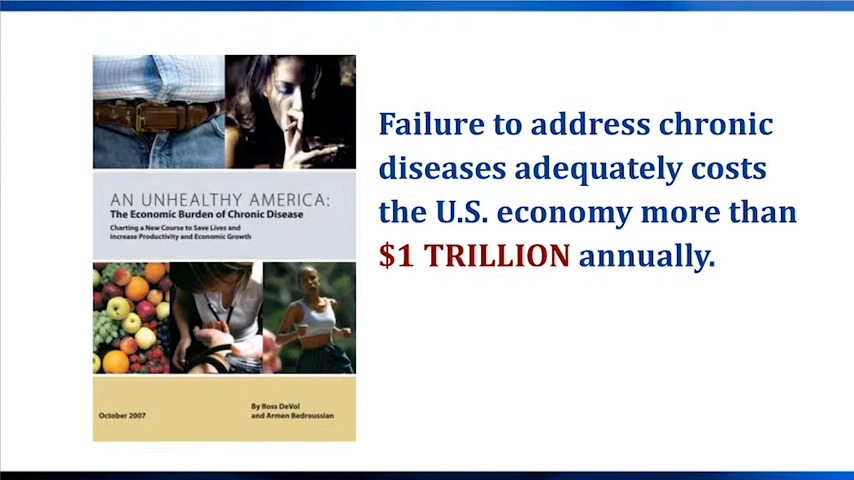 AN UNHEALTHY AMERICA:
The Economic Burden of Chronic Disease
Charting a New Course to Save Lives and
Increase Productivity and Economic Growth
October 2007
By Ross DeVol
and Armen Bedroussian
Failure to address chronic
diseases adequately costs
the U.S. economy more than
$1 TRILLION annually.